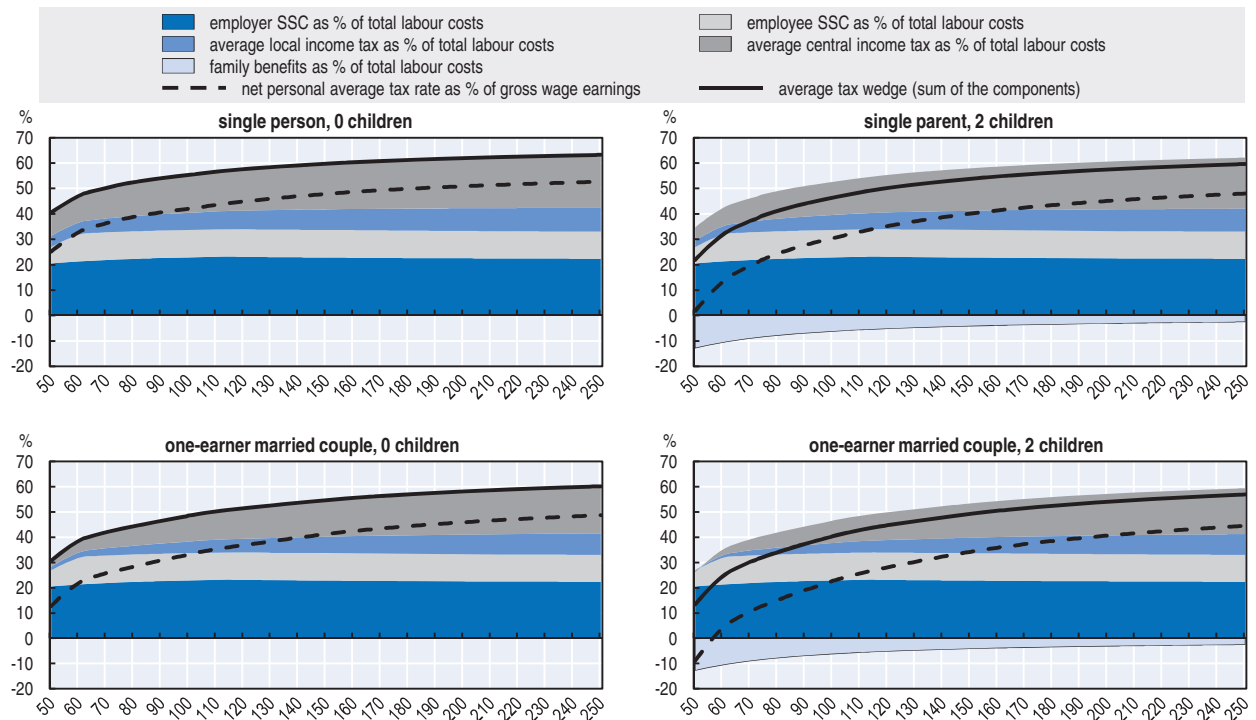 employer SSC as % of total labour costs
employee SSC as % of total labour costs
average local income tax as % of total labour costs
average central income tax as % of total labour costs
family benefits as % of total labour costs
net personal average tax rate as % of gross wage earnings
average tax wedge (sum of the components)
%
single person, 0 children
70
60
50
40
30
20
10
0
-10
-20
50 60 70 80 90 100 110 120 130 140 150 160 170 180 190 200 210 220 230 240 250
%
single parent, 2 children
70
60
50
40
30
20
10
0
-10
-20
50 60 70 80 90 100 110 120 130 140 150 160 170 180 190 200 210 220 230 240 250
%
one-earner married couple, 0 children
70
60
50
40
30
20
10
0
-10
-20
50 60 70 80 90 100 110 120 130 140 150 160 170 180 190 200 210 220 230 240 250
%
one-earner married couple, 2 children
70
60
50
40
30
20
10
0
-10
-20
50 60 70 80 90 100 110 120 130 140 150 160 170 180 190 200 210 220 230 240 250